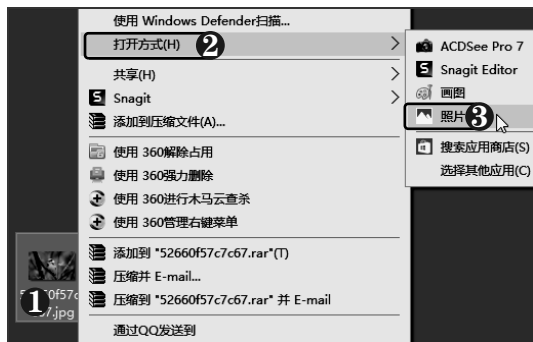 使用 Windows Defender扫描...
打开方式(H)
2
共享(H)
Snagit
添加到压缩文件(A)...
使用 360解除占用
使用 360强力删除
使用 360进行木马云查杀
使用 360管理右键菜单
添加到 "52660f57c7c67.rar"(T)
压缩并 E-mail...
压缩到 "52660f57c7c67.rar" 并 E-mail
通过QQ发送到
ACDSee Pro 7
Snagit Editor
画图
照片
3
搜索应用商店(S)
选择其他应用(C)
1